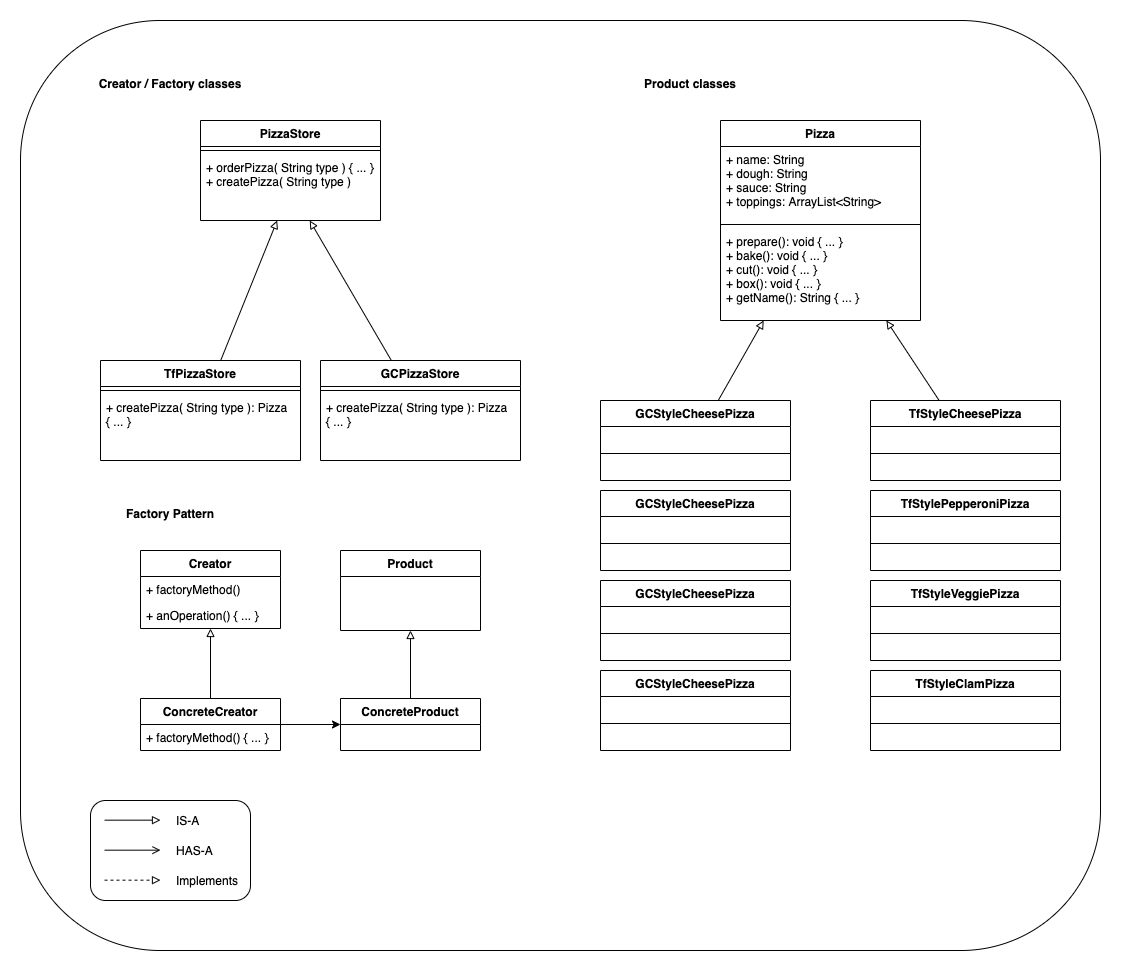 Creator / Factory classes
PizzaStore
+ orderPizza( String type ) { ... }
+ createPizza( String type )
TfPizzaStore
+ createPizza( String type ): Pizza
{ ... }
GCPizzaStore
+ createPizza( String type ): Pizza
{ ... }
Factory Pattern
Creator
+ factoryMethod()
+ anOperation() { ... }
Product
ConcreteCreator
+ factoryMethod() { ... }
ConcreteProduct
IS-A
HAS-A
Implements
Product classes
Pizza
+ name: String
+ dough: String
+ sauce: String
+ toppings: ArrayList<String>
+ prepare(): void { ... }
+ bake(): void { ... }
+ cut(): void { ... }
+ box(): void { ... }
+ getName(): String { ... }
GCStyleCheesePizza
GCStyleCheesePizza
GCStyleCheesePizza
GCStyleCheesePizza
TfStyleCheesePizza
TfStylePepperoniPizza
TfStyleVeggiePizza
TfStyleClamPizza